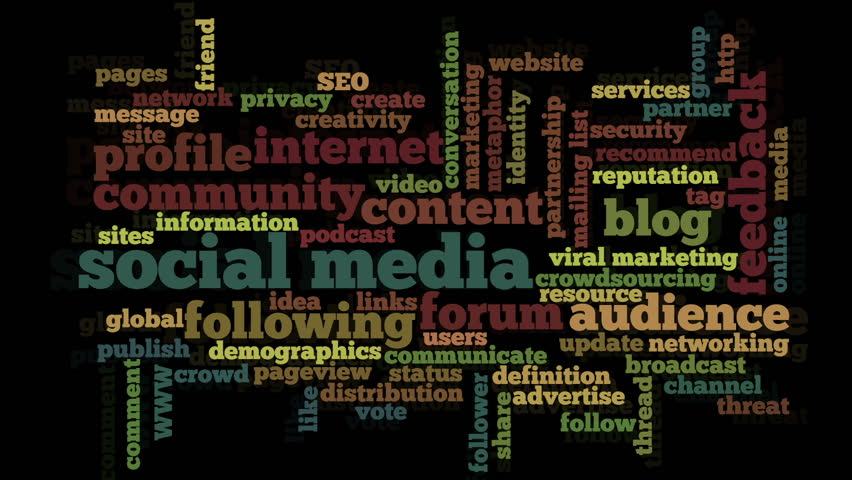 friend
pages
SEO
website
group
http
network
privacy
create
conversation
marketing
metaphor
identity
services
message
creativity
partner
feedback
site
partnership
mailing list
security
profile
internet
recommend
media
community
video
content
reputation
tag
information
blog
sites
podcast
online
social media
viral marketing
crowdsourcing
idea
links
resource
global
following
forum
audience
users
publish
demographics
communicate
update
networking
comment
www
crowd
pageview
status
definition
broadcast
like
distribution
follower
share
advertise
thread
channel
vote
follow
threat